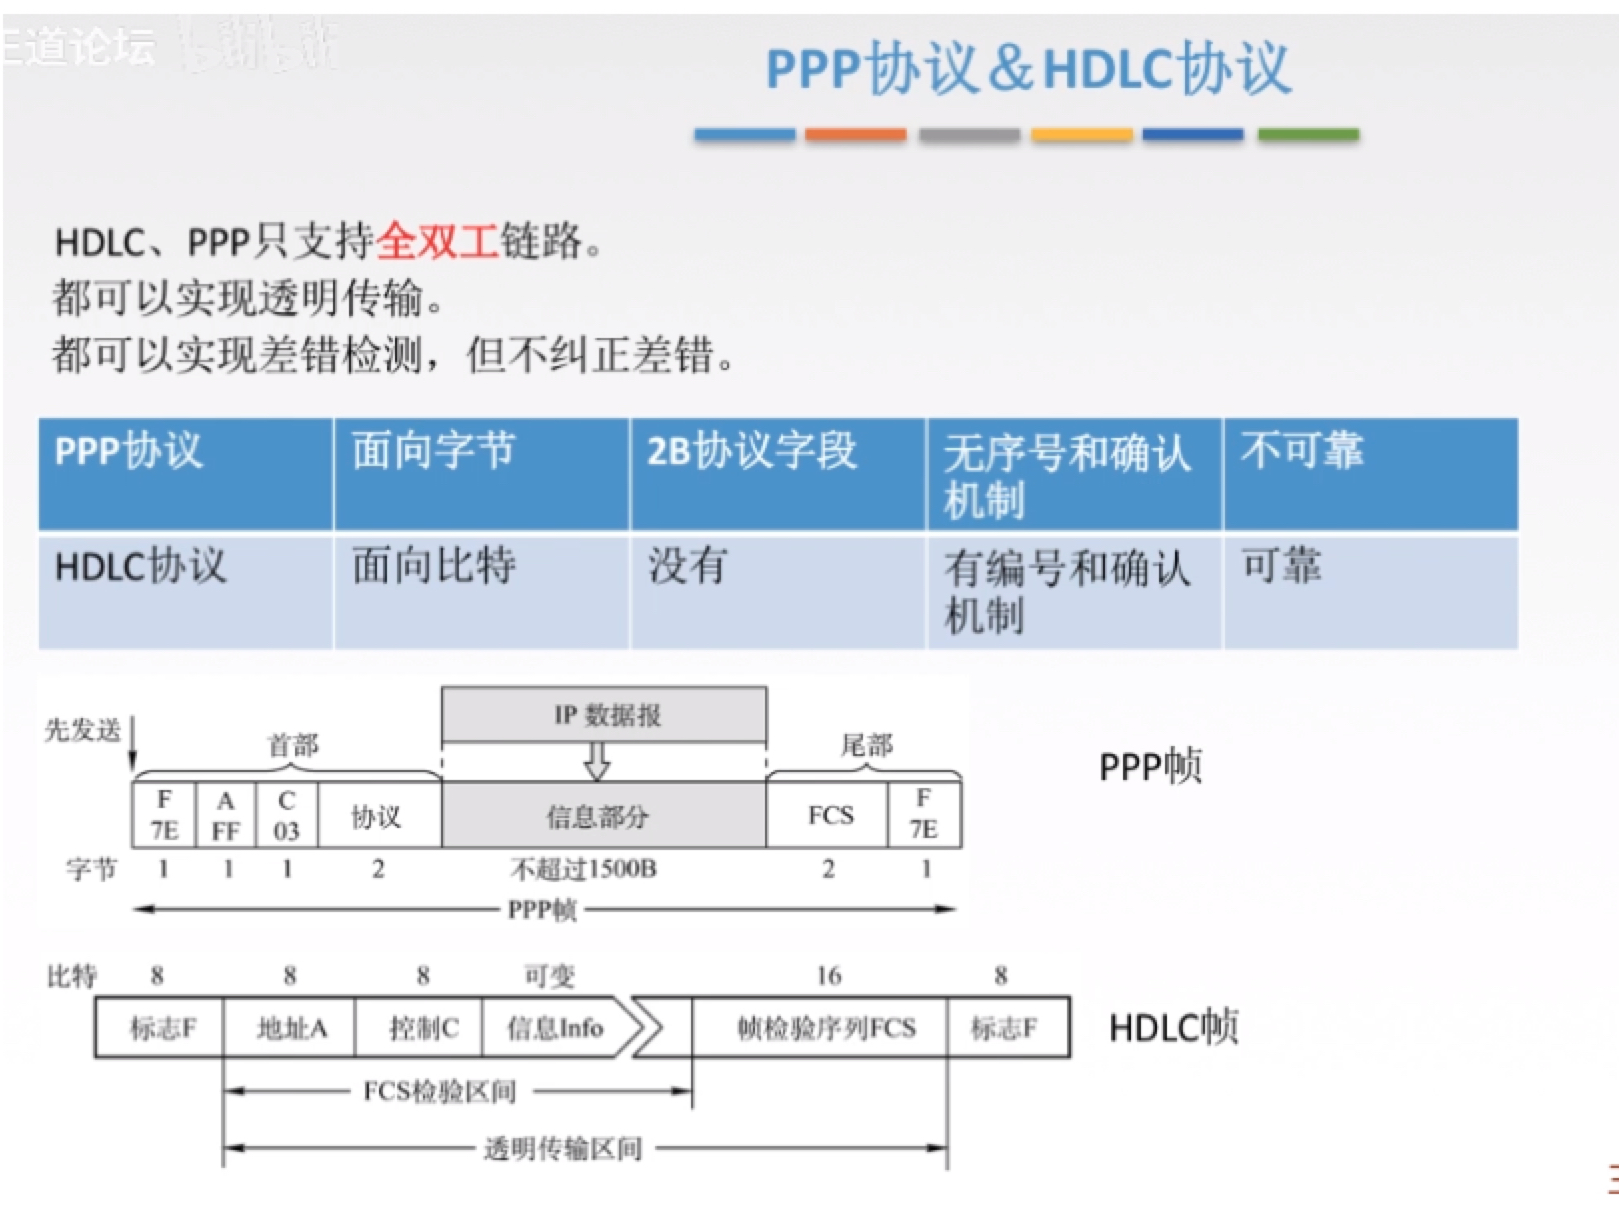 王道论坛 bilibili
PPP协议&HDLC协议
HDLC、PPP只支持全双工链路。
都可以实现透明传输。
都可以实现差错检测，但不纠正差错。
PPP协议 面向字节 2B协议字段 无序号和确认机制 不可靠
HDLC协议 面向比特 没有 有编号和确认机制 可靠
IP 数据报
先发送 首部 尾部
PPP帧
F 7E A FF C 03 协议 信息部分 FCS F 7E
字节 1 1 1 2 不超过1500B 2 1
PPP帧
比特 8 8 8 可变 16 8
标志F 地址A 控制C 信息Info 帧检验序列FCS 标志F HDLC帧
FCS检验区间
透明传输区间